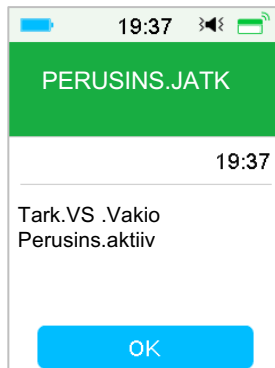 19:37
PERUSINS.JATK
19:37
Tark.VS .Vakio
Perusins.aktiiv
OK